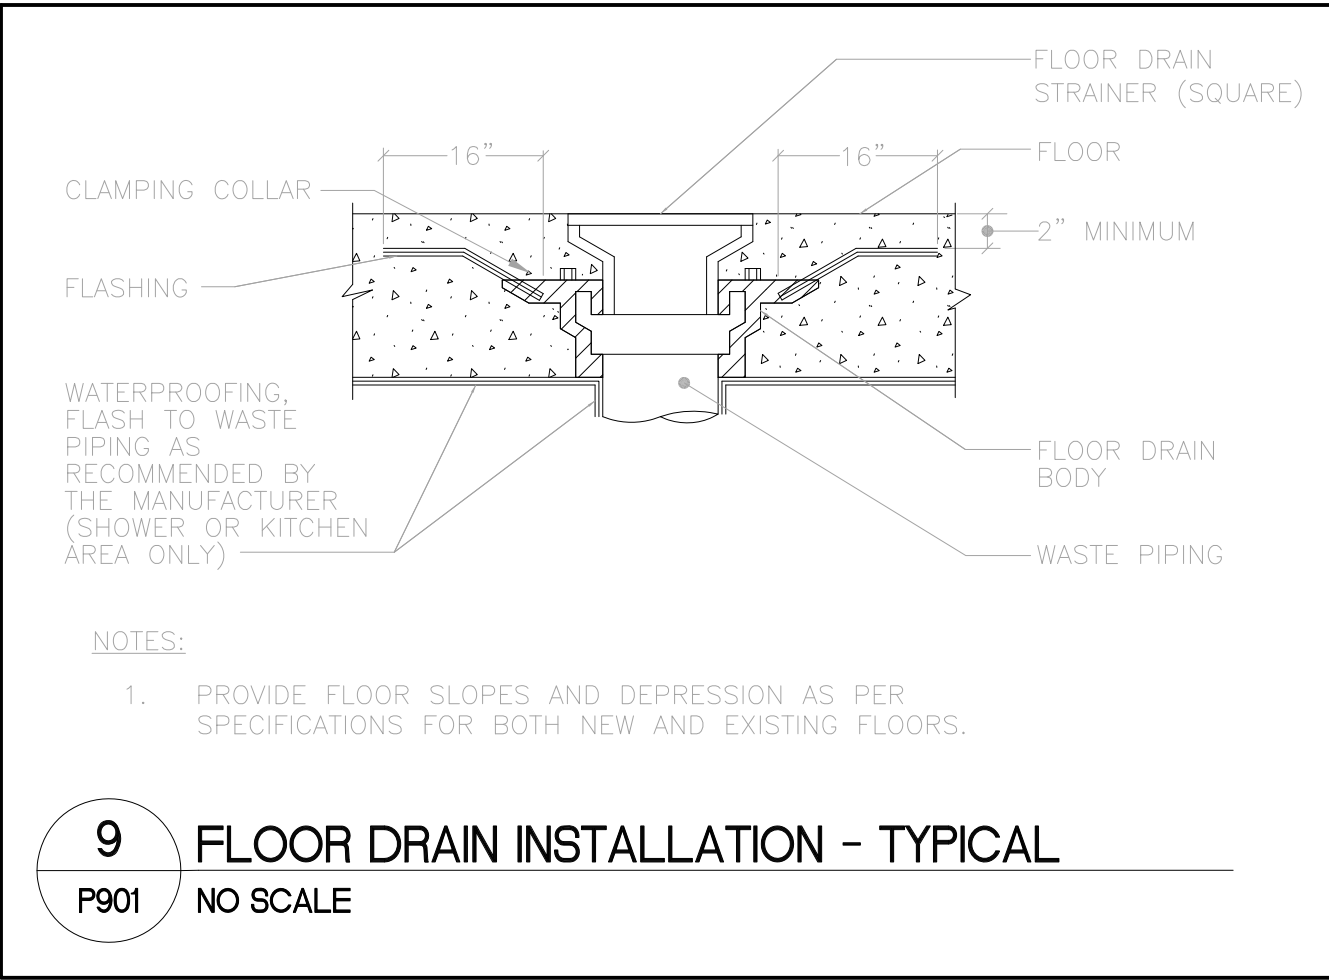 FLOOR DRAIN
STRAINER (SQUARE)
16”
16”
FLOOR
CLAMPING COLLAR
2” MINIMUM
FLASHING
WATERPROOFING,
FLASH TO WASTE
PIPING AS
RECOMMENDED BY
THE MANUFACTURER
(SHOWER OR KITCHEN
AREA ONLY)
FLOOR DRAIN
BODY
WASTE PIPING
NOTES:
1. PROVIDE FLOOR SLOPES AND DEPRESSION AS PER
SPECIFICATIONS FOR BOTH NEW AND EXISTING FLOORS.
9
FLOOR DRAIN INSTALLATION - TYPICAL
P901
NO SCALE